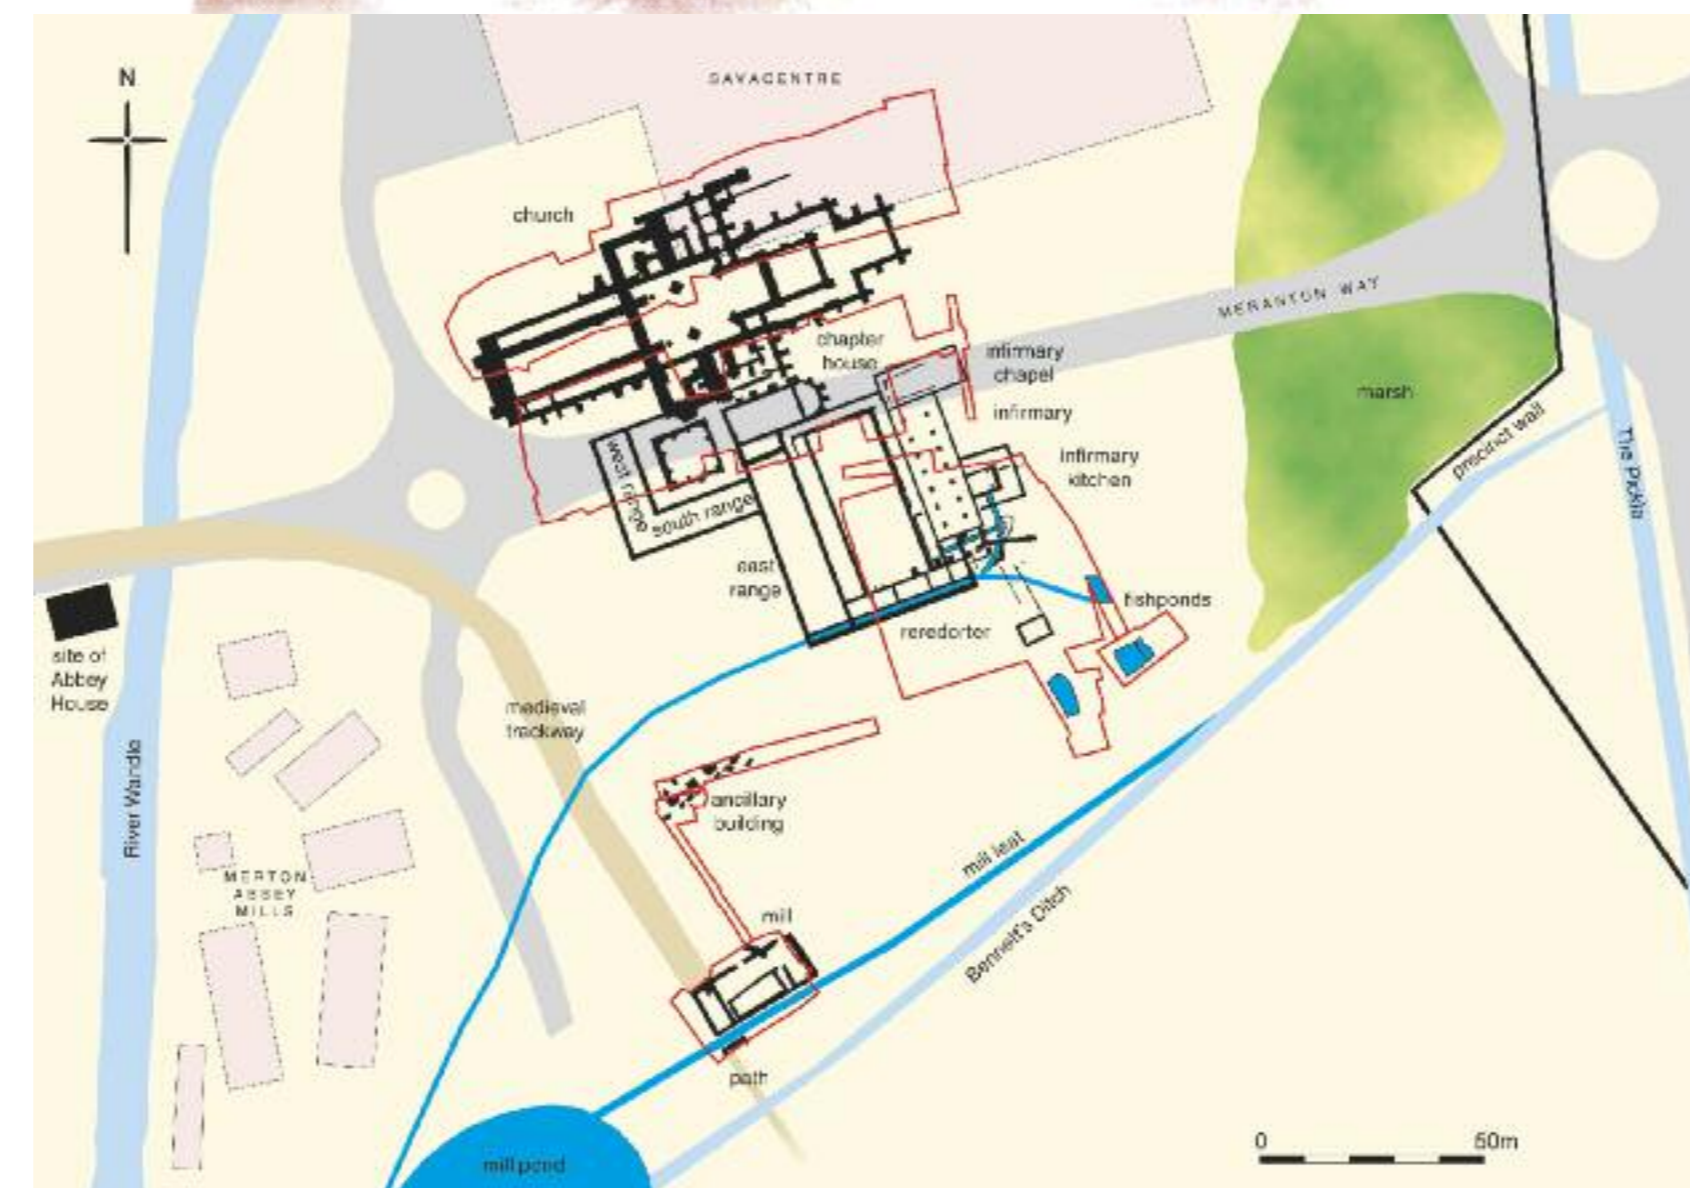 N
SAVACENTRE
church
MERANTON WAY
chapter
house
infirmary
chapel
infirmary
marsh
infirmary
kitchen
precinct wall
The Pickle
west range
south range
east
range
fishponds
reredorter
site of
Abbey
House
medieval
trackway
River Wandle
ancillary
building
mill leat
MERTON
ABBEY
MILLS
mill
Bennett's Ditch
path
0 50m
mill pond